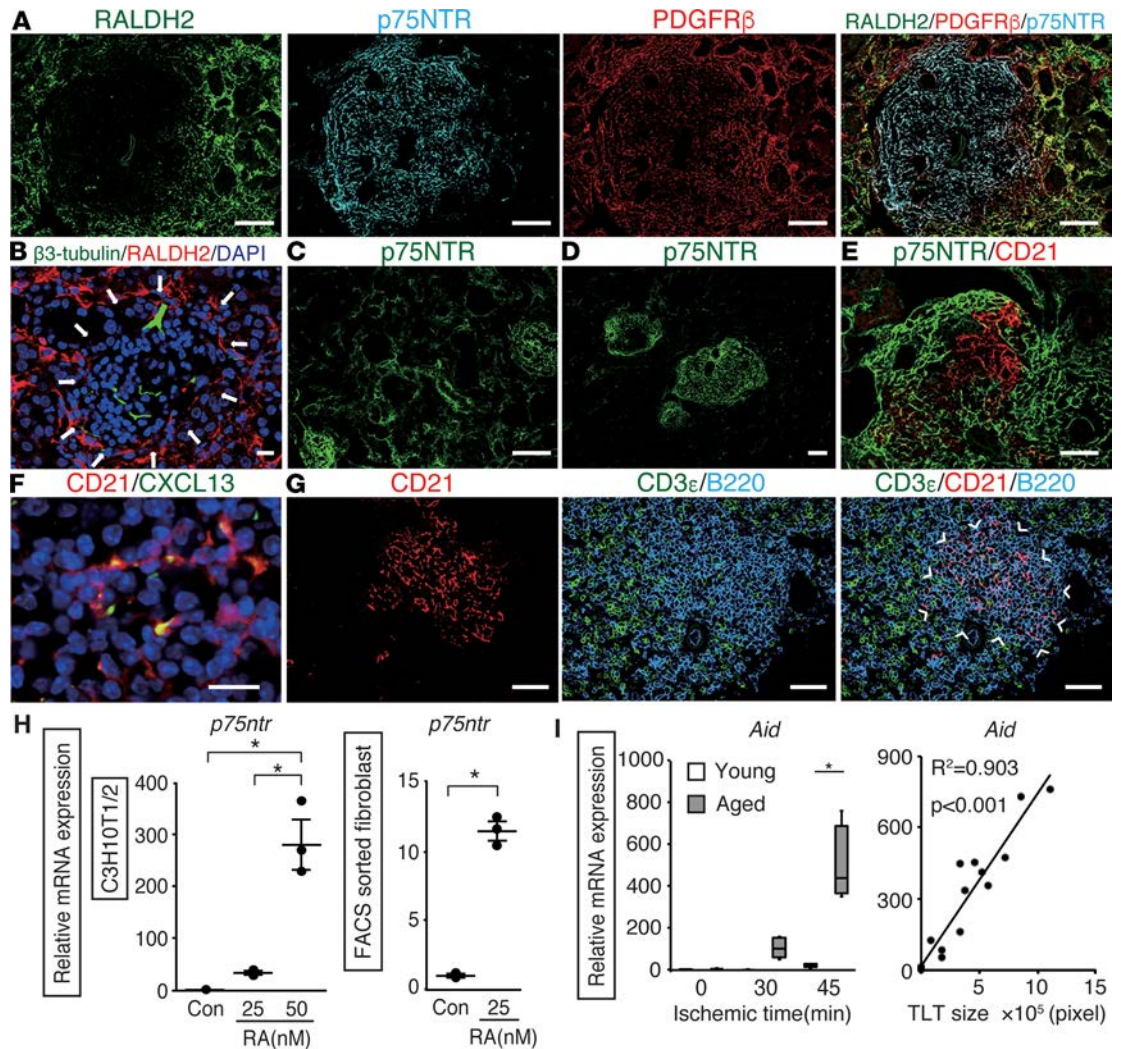 A
RALDH2
p75NTR
PDGFRβ
RALDH2/PDGFRβ/p75NTR
B
β3-tubulin/RALDH2/DAPI
C
p75NTR
D
p75NTR
E
p75NTR/CD21
F
CD21/CXCL13
G
CD21
CD3ε/B220
CD3ε/CD21/B220
H
Relative mRNA expression
C3H10T1/2
p75ntr
400
300
200
100
0
*
*
Con 25 50
RA(nM)
FACS sorted fibroblast
p75ntr
15
10
5
0
*
Con 25
RA(nM)
I
Relative mRNA expression
Aid
1000
800
600
400
200
0
Young
Aged
*
0 30 45
Ischemic time(min)
Aid
R²=0.903
p<0.001
900
600
300
0
5 10 15
TLT size ×10⁵ (pixel)